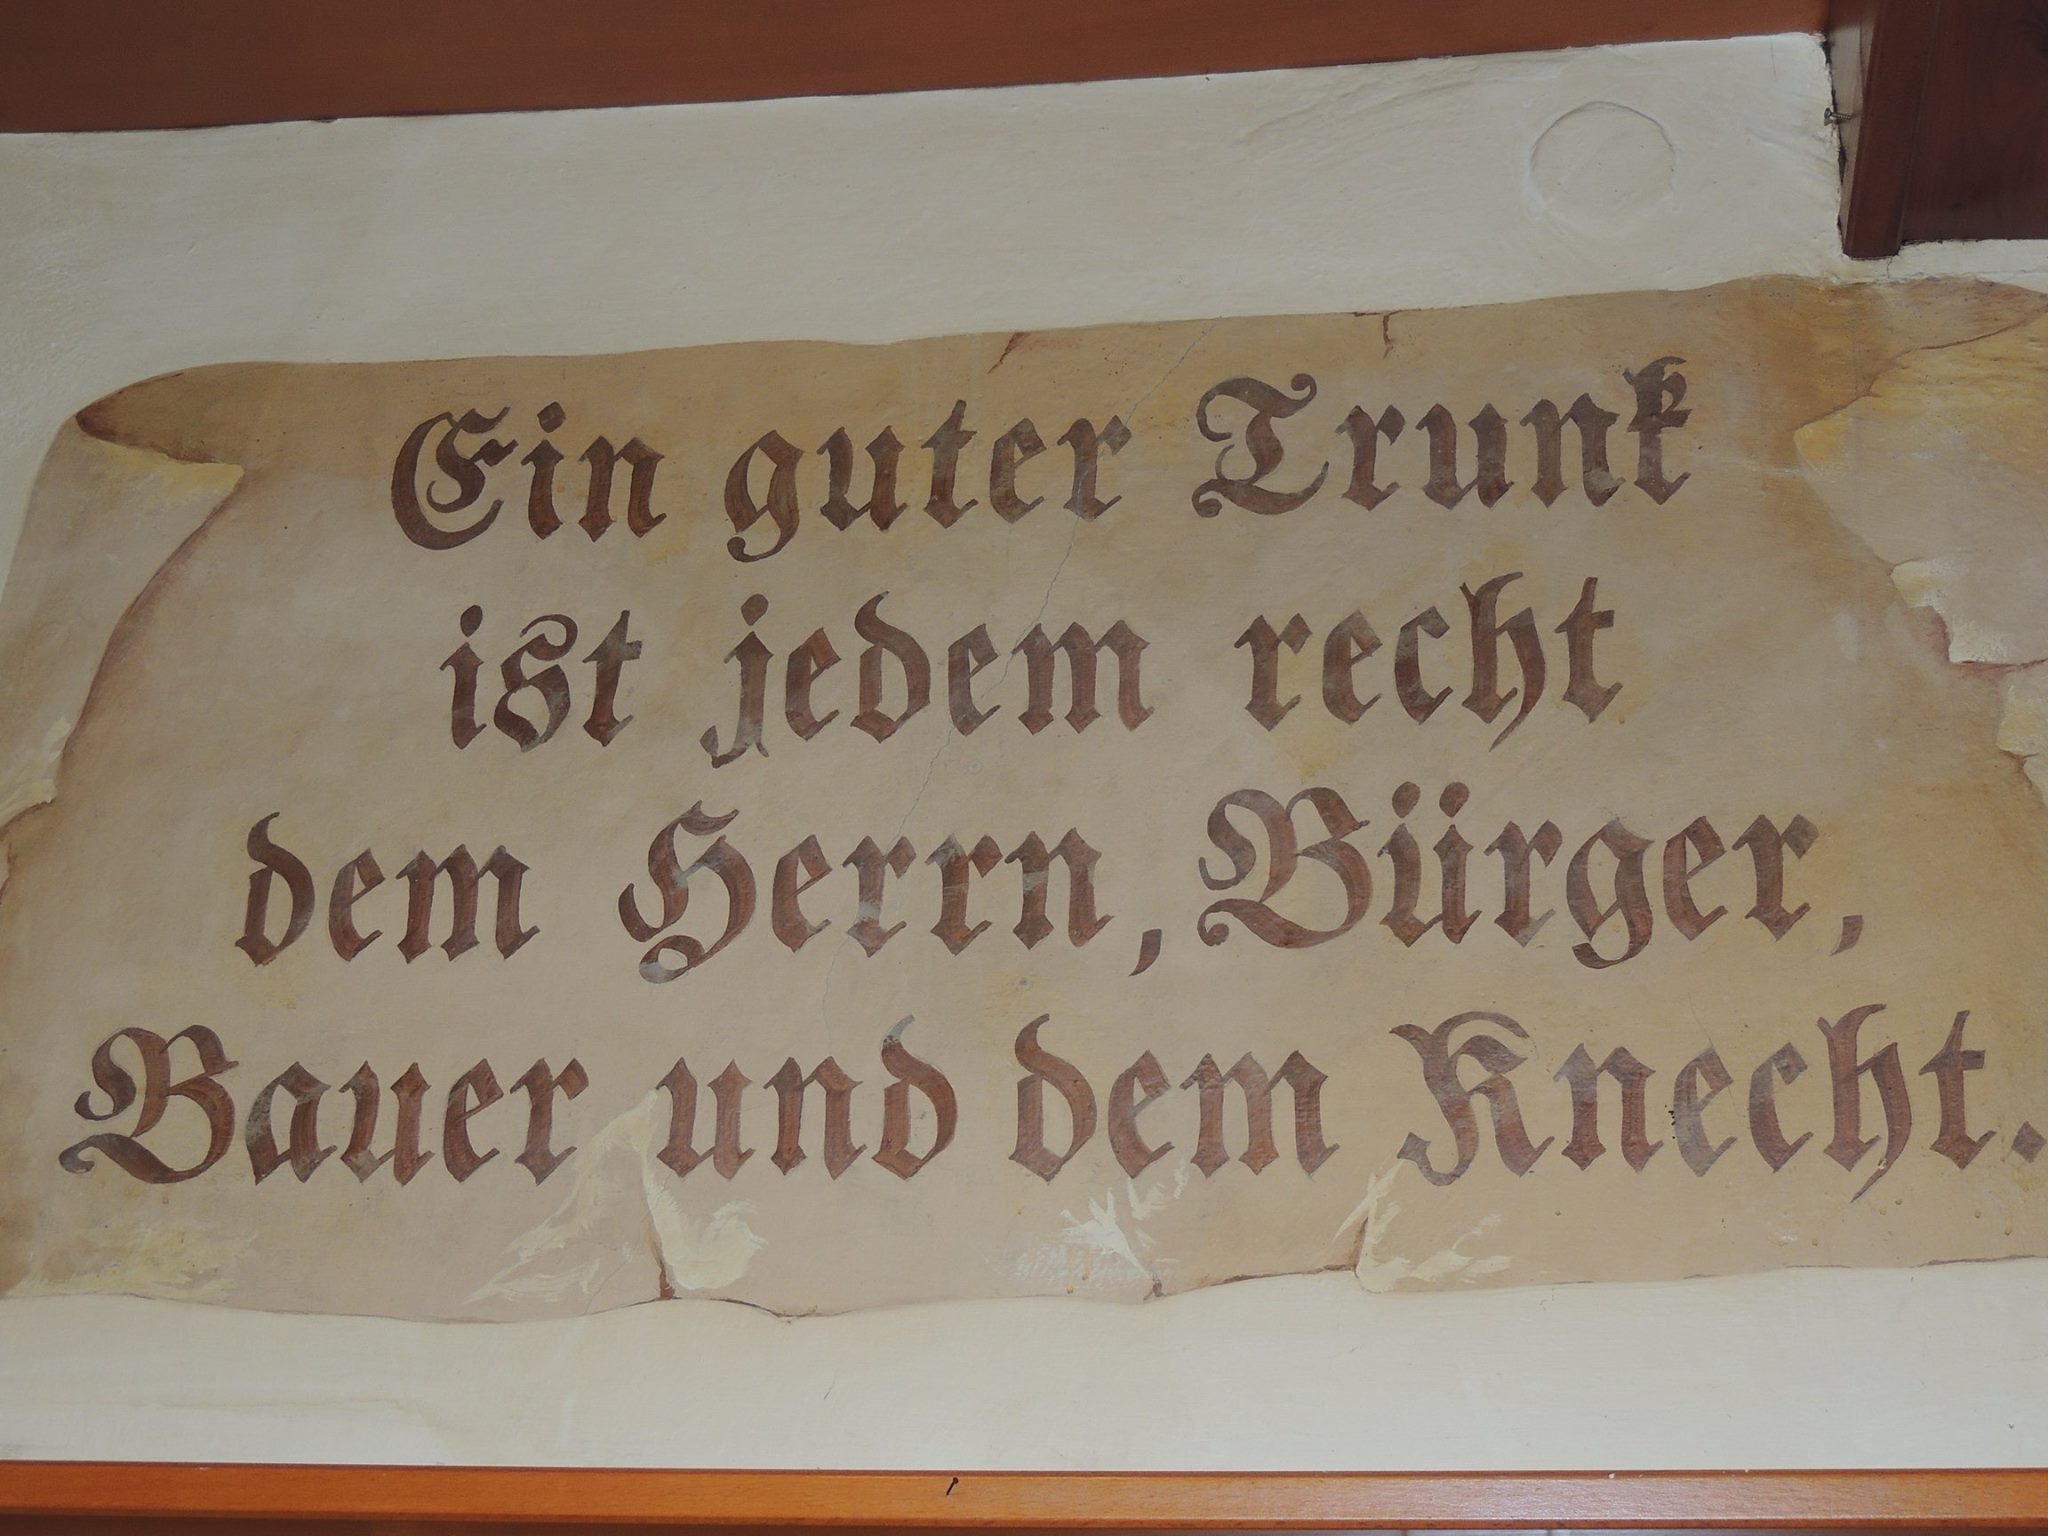 Ein guter Trunk
ist jedem recht
dem Herrn, Bürger,
Bauer und dem Knecht.